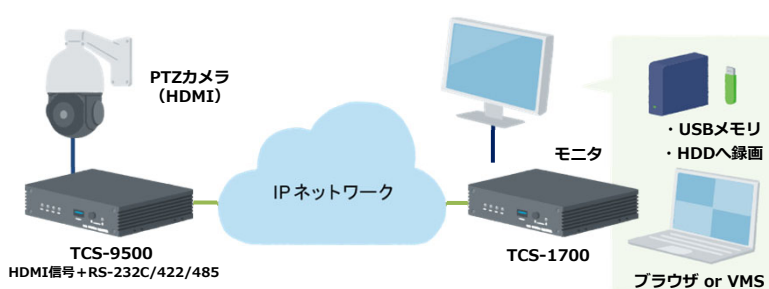 PTZカメラ
（HDMI）
・USBメモリ
・HDDへ録画
モニタ
IPネットワーク
TCS-9500
HDMI信号+RS-232C/422/485
TCS-1700
ブラウザ or VMS